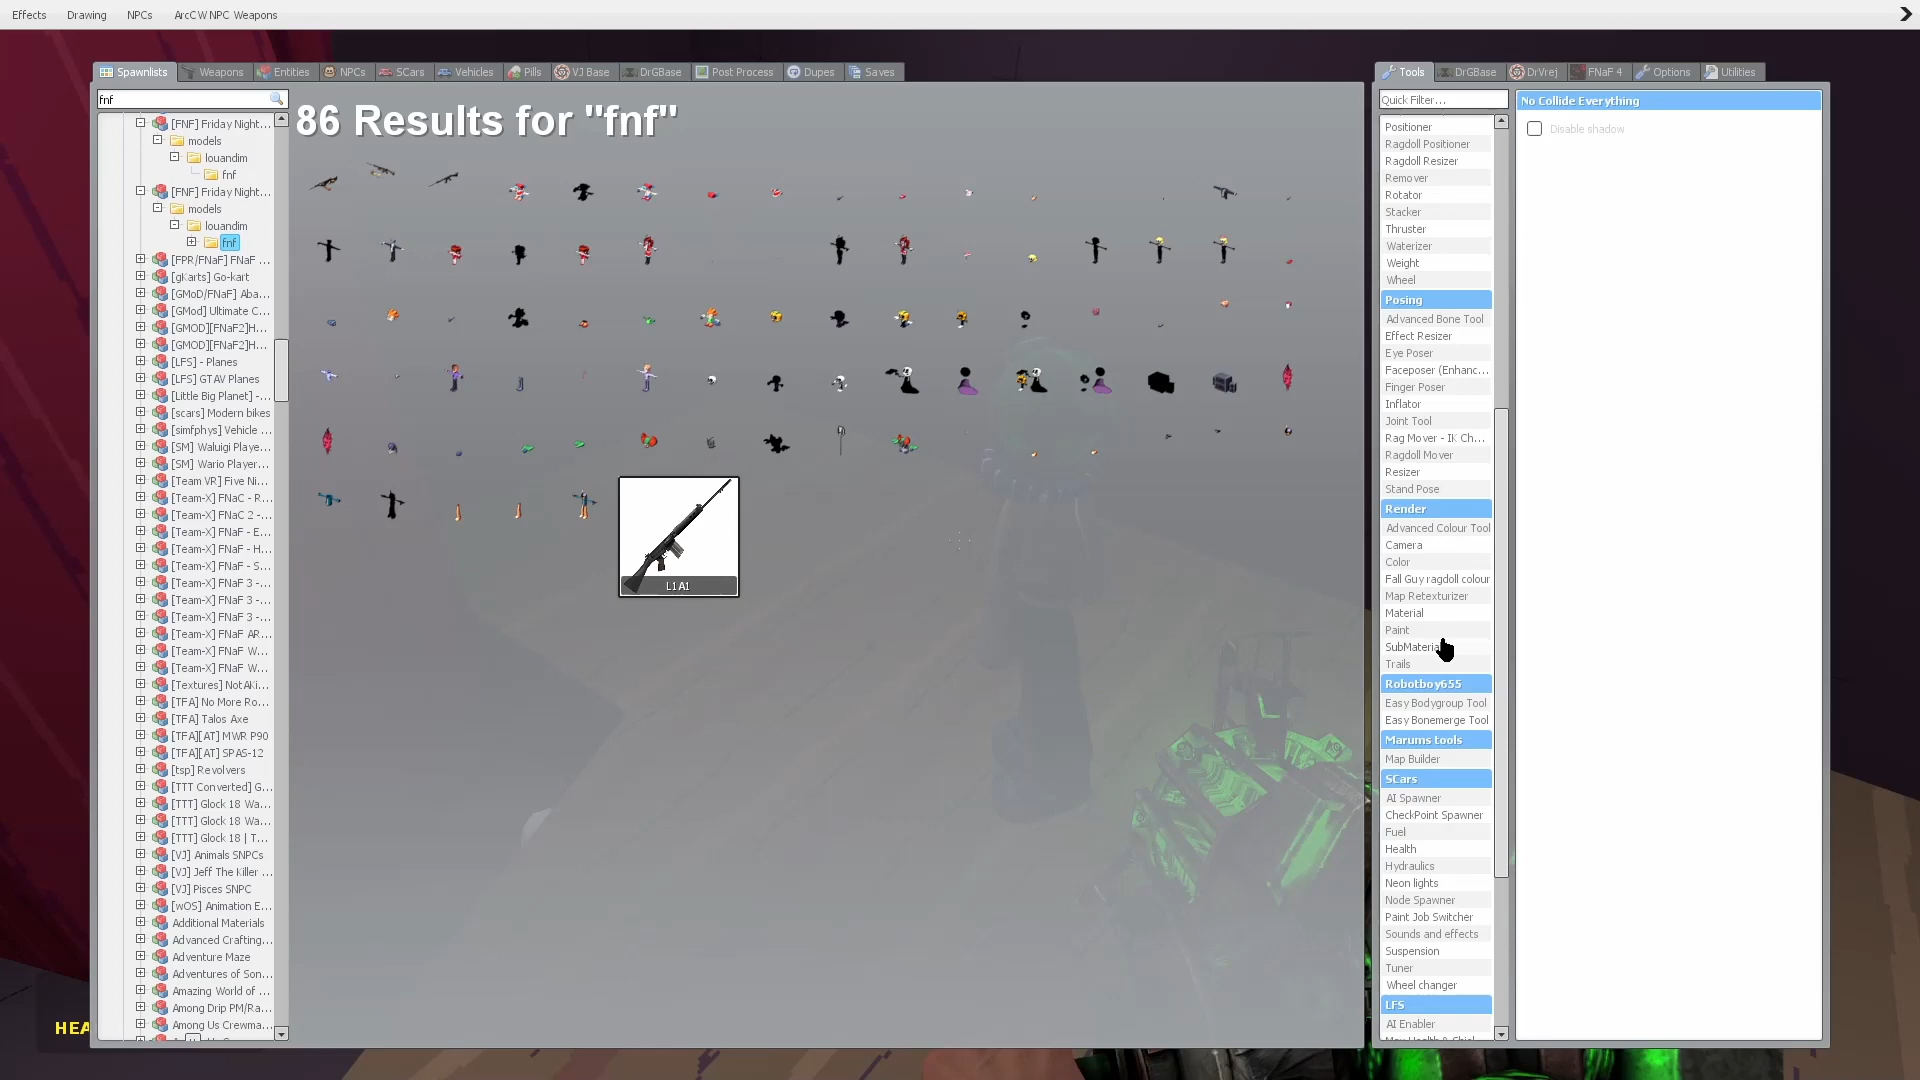 Effects Drawing NPCs ArcCW NPC Weapons
Spawnlists Weapons Entities NPCs SCars Vehicles Pills VJ Base DrGBase Post Process Dupes Saves
fnf
86 Results for "fnf"
[FNF] Friday Night...
models
louandim
fnf
[FNF] Friday Night...
models
louandim
fnf
[FPR/FNaF] FNaF ...
[gKarts] Go-kart
[GMoD/FNaF] Aba...
[GMod] Ultimate C...
[GMOD][FNaF2]H...
[GMOD][FNaF2]H...
[LFS] - Planes
[LFS] GTAV Planes
[Little Big Planet] -...
[scars] Modern bikes
[simfphys] Vehicle ...
[SM] Waluigi Playe...
[SM] Wario Player...
[Team VR] Five Ni...
[Team-X] FNaC - R...
[Team-X] FNaC 2 -...
[Team-X] FNaF - E...
[Team-X] FNaF - H...
[Team-X] FNaF - S...
[Team-X] FNaF 3 -...
[Team-X] FNaF 3 -...
[Team-X] FNaF 3 -...
[Team-X] FNaF AR...
[Team-X] FNaF W...
[Team-X] FNaF W...
[Textures] NotAKi...
[TFA] No More Ro...
[TFA] Talos Axe
[TFA][AT] MWR P90
[TFA][AT] SPAS-12
[tsp] Revolvers
[TTT Converted] G...
[TTT] Glock 18 Wa...
[TTT] Glock 18 Wa...
[TTT] Glock 18 | T...
[VJ] Animals SNPCs
[VJ] Jeff The Killer ...
[VJ] Pisces SNPC
[wOS] Animation E...
Additional Materials
Advanced Crafting...
Adventure Maze
Adventures of Son...
Amazing World of ...
Among Drip PM/Ra...
Among Us Crewma...
L1A1
HEA
Tools DrGBase DrVrej FNaF 4 Options Utilities
Quick Filter...
Positioner
Ragdoll Positioner
Ragdoll Resizer
Remover
Rotator
Stacker
Thruster
Waterizer
Weight
Wheel
Posing
Advanced Bone Tool
Effect Resizer
Eye Poser
Faceposer (Enhanc...
Finger Poser
Inflator
Joint Tool
Rag Mover - IK Ch...
Ragdoll Mover
Resizer
Stand Pose
Render
Advanced Colour Tool
Camera
Color
Fall Guy ragdoll colour
Map Retexturizer
Material
Paint
SubMaterial
Trails
Robotboy655
Easy Bodygroup Tool
Easy Bonemerge Tool
Marums tools
Map Builder
SCars
AI Spawner
CheckPoint Spawner
Fuel
Health
Hydraulics
Neon lights
Node Spawner
Paint Job Switcher
Sounds and effects
Suspension
Tuner
Wheel changer
LFS
AI Enabler
No Collide Everything
Disable shadow